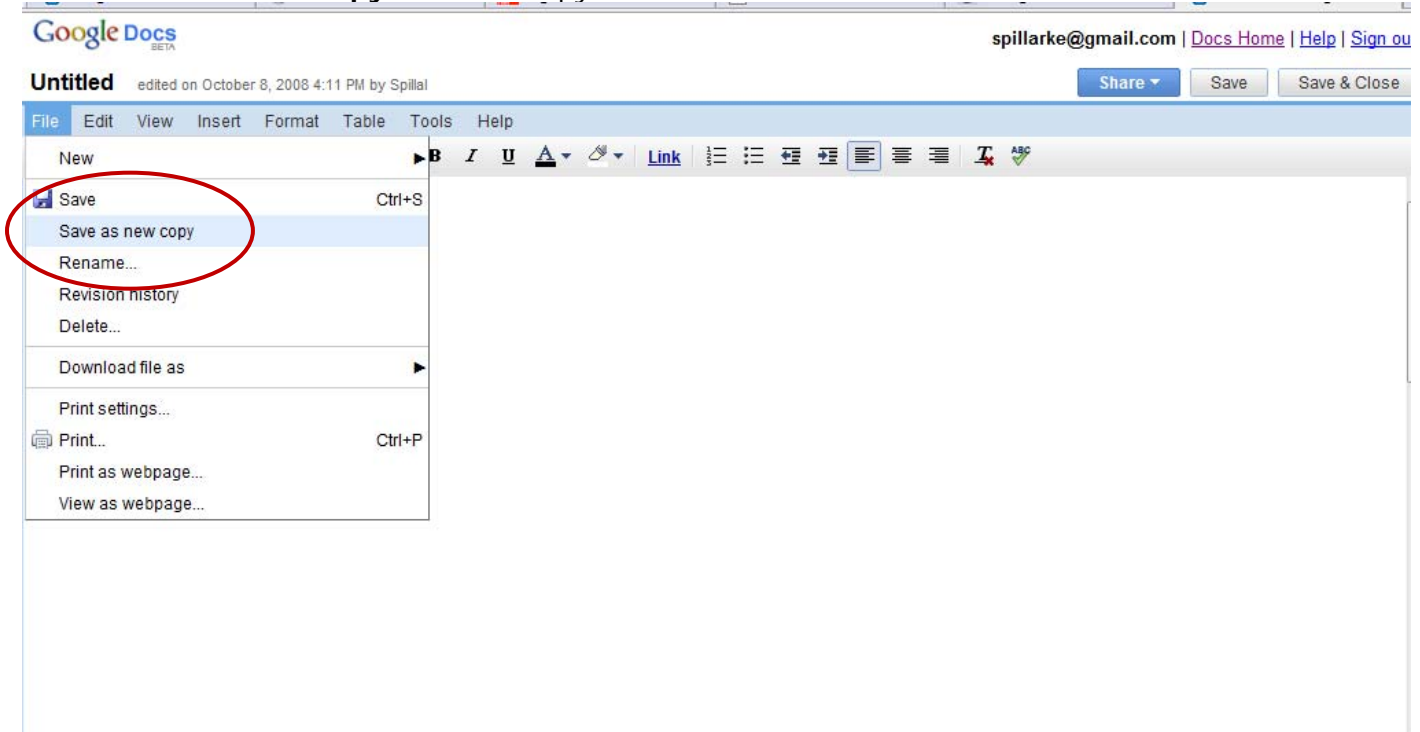 Google Docs
BETA
spillarke@gmail.com | Docs Home | Help | Sign ou
Untitled edited on October 8, 2008 4:11 PM by Spillal
Share Save Save & Close
File Edit View Insert Format Table Tools Help
New
B I U A Link ABC
Save Ctrl+S
Save as new copy
Rename...
Revision history
Delete...
Download file as
Print settings...
Print... Ctrl+P
Print as webpage...
View as webpage...